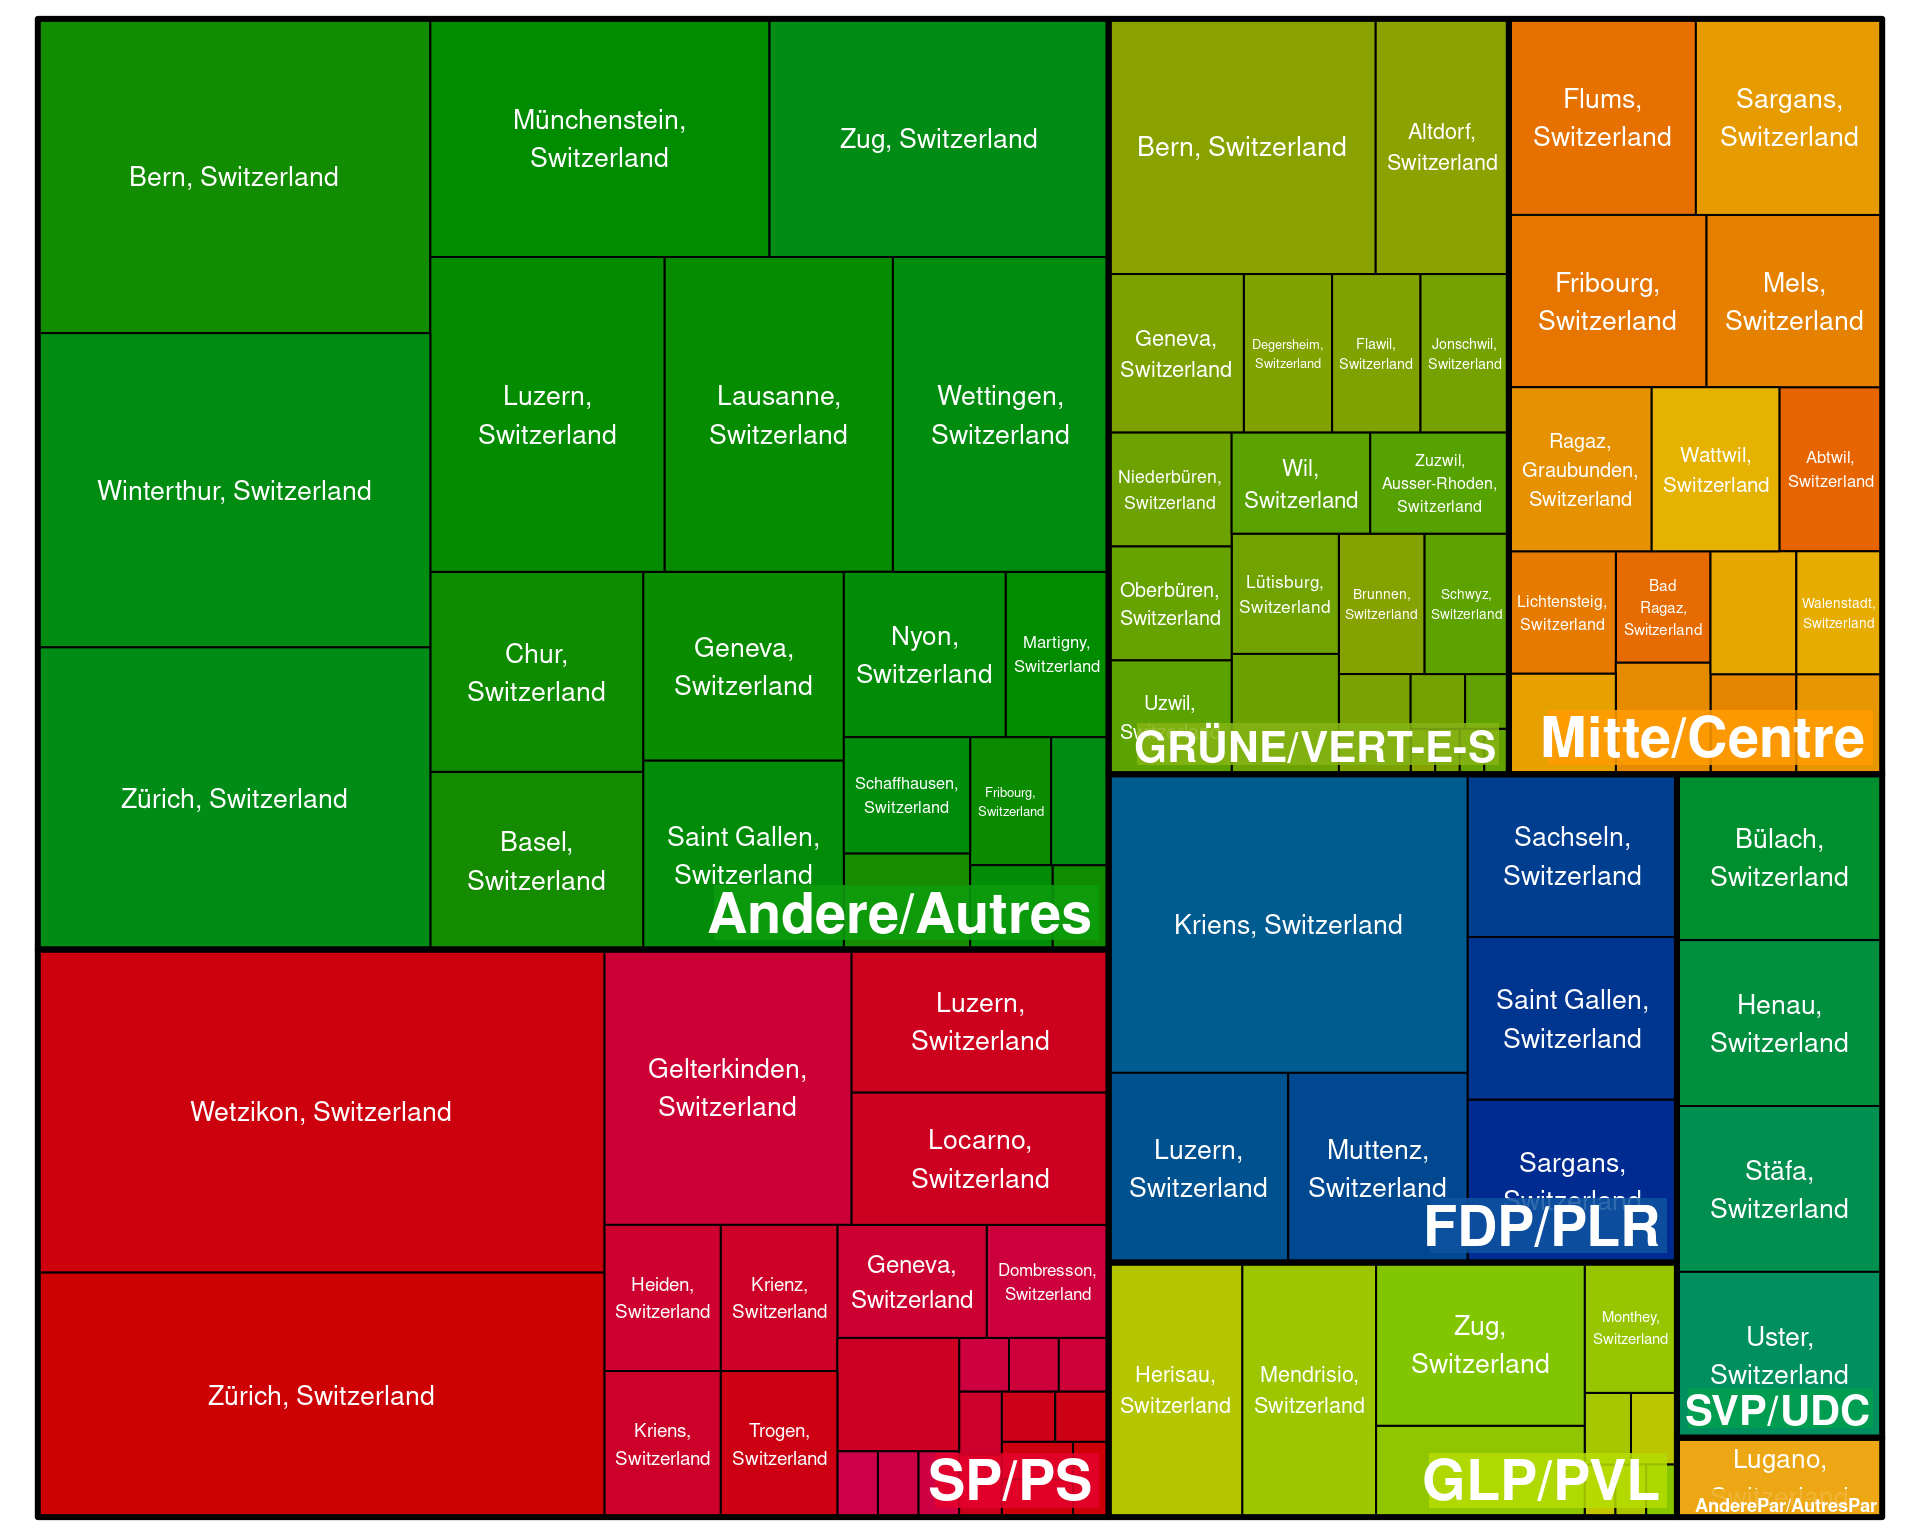 Bern, Switzerland
Winterthur, Switzerland
Zürich, Switzerland
Münchenstein,
Switzerland
Zug, Switzerland
Luzern,
Switzerland
Lausanne,
Switzerland
Wettingen,
Switzerland
Chur,
Switzerland
Basel,
Switzerland
Geneva,
Switzerland
Saint Gallen,
Switzerland
Nyon,
Switzerland
Martigny,
Switzerland
Schaffhausen,
Switzerland
Fribourg,
Switzerland
Andere/Autres
Bern, Switzerland
Altdorf,
Switzerland
Geneva,
Switzerland
Degersheim,
Switzerland
Flawil,
Switzerland
Jonschwil,
Switzerland
Niederbüren,
Switzerland
Wil,
Switzerland
Zuzwil,
Ausser-Rhoden,
Switzerland
Oberbüren,
Switzerland
Lütisburg,
Switzerland
Brunnen,
Switzerland
Schwyz,
Switzerland
Uzwil,
Switzerland
GRÜNE/VERT-E-S
Flums,
Switzerland
Sargans,
Switzerland
Fribourg,
Switzerland
Mels,
Switzerland
Ragaz,
Graubunden,
Switzerland
Wattwil,
Switzerland
Abtwil,
Switzerland
Lichtensteig,
Switzerland
Bad
Ragaz,
Switzerland
Walenstadt,
Switzerland
Mitte/Centre
Wetzikon, Switzerland
Zürich, Switzerland
Gelterkinden,
Switzerland
Luzern,
Switzerland
Locarno,
Switzerland
Heiden,
Switzerland
Krienz,
Switzerland
Kriens,
Switzerland
Trogen,
Switzerland
Geneva,
Switzerland
Dombresson,
Switzerland
SP/PS
Kriens, Switzerland
Luzern,
Switzerland
Muttenz,
Switzerland
Sachseln,
Switzerland
Saint Gallen,
Switzerland
Sargans,
Switzerland
FDP/PLR
Herisau,
Switzerland
Mendrisio,
Switzerland
Zug,
Switzerland
Monthey,
Switzerland
GLP/PVL
Bülach,
Switzerland
Henau,
Switzerland
Stäfa,
Switzerland
Uster,
Switzerland
SVP/UDC
Lugano,
Switzerland
AnderePar/AutresPar